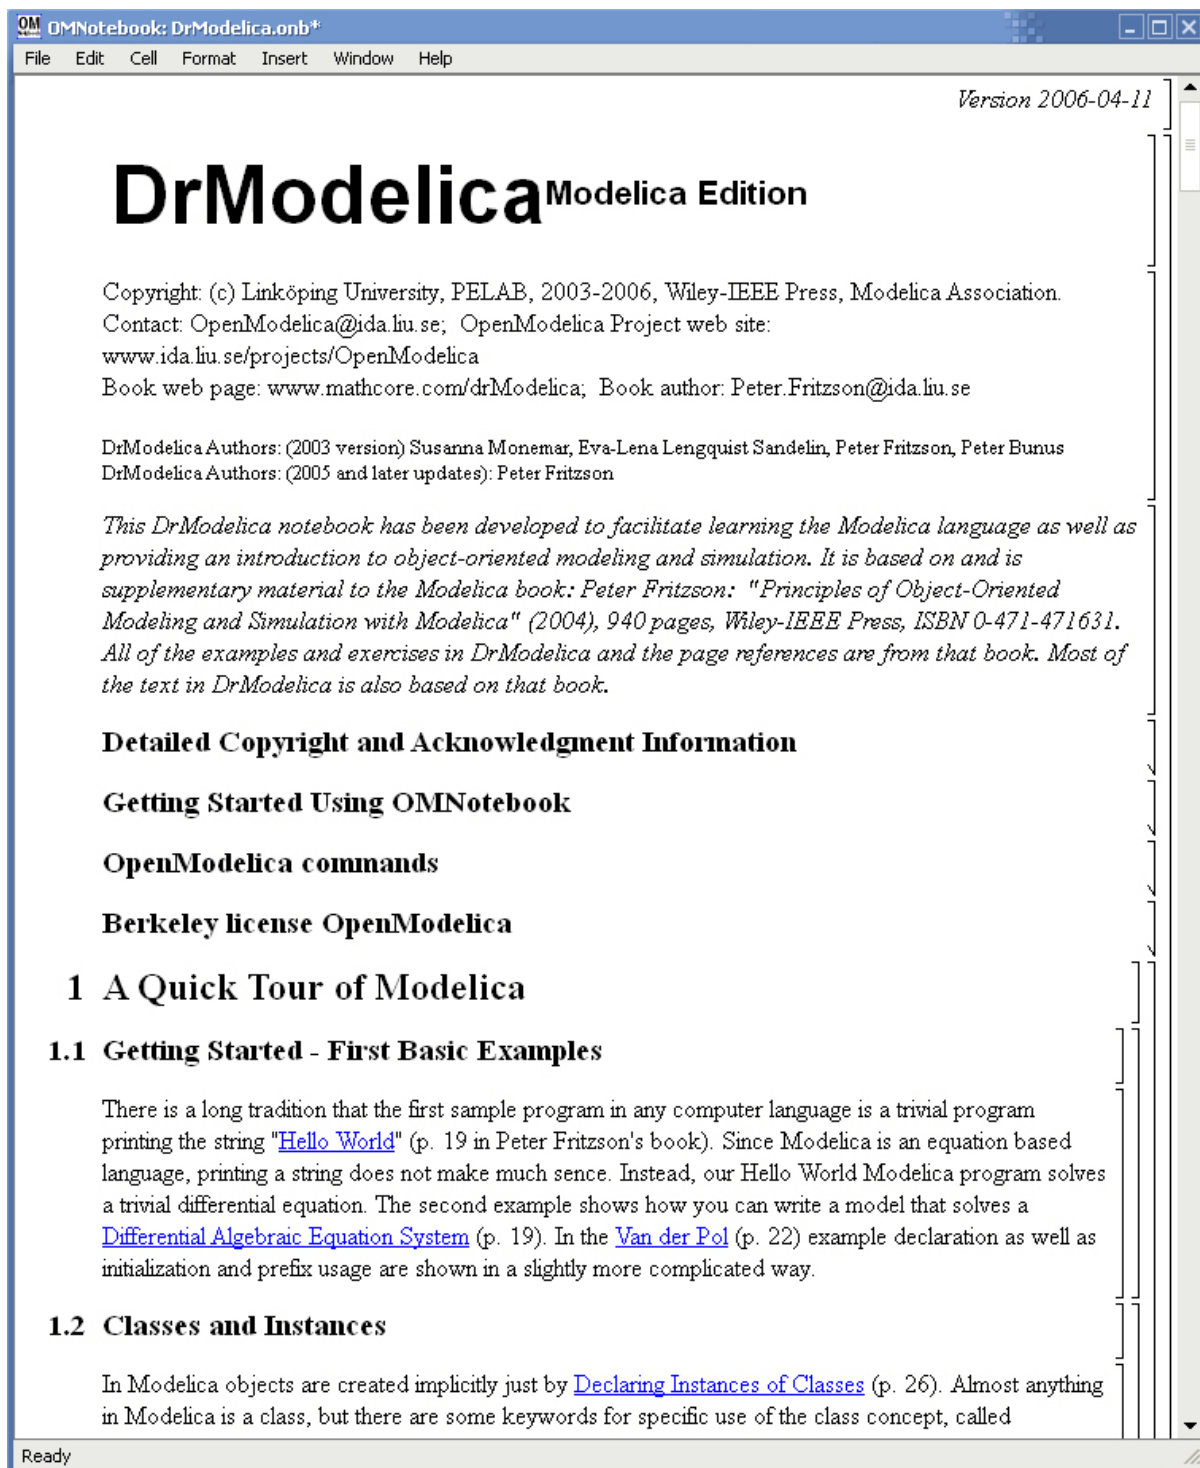 OMNotebook: DrModelica.onb*
File Edit Cell Format Insert Window Help
Version 2006-04-11
DrModelica Modelica Edition
Copyright: (c) Linköping University, PELAB, 2003-2006, Wiley-IEEE Press, Modelica Association.
Contact: OpenModelica@ida.liu.se; OpenModelica Project web site:
www.ida.liu.se/projects/OpenModelica
Book web page: www.mathcore.com/drModelica; Book author: Peter.Fritzson@ida.liu.se
DrModelica Authors: (2003 version) Susanna Monemar, Eva-Lena Lengquist Sandelin, Peter Fritzson, Peter Bunus
DrModelica Authors: (2005 and later updates): Peter Fritzson
This DrModelica notebook has been developed to facilitate learning the Modelica language as well as
providing an introduction to object-oriented modeling and simulation. It is based on and is
supplementary material to the Modelica book: Peter Fritzson: "Principles of Object-Oriented
Modeling and Simulation with Modelica" (2004), 940 pages, Wiley-IEEE Press, ISBN 0-471-471631.
All of the examples and exercises in DrModelica and the page references are from that book. Most of
the text in DrModelica is also based on that book.
Detailed Copyright and Acknowledgment Information
Getting Started Using OMNotebook
OpenModelica commands
Berkeley license OpenModelica
1 A Quick Tour of Modelica
1.1 Getting Started - First Basic Examples
There is a long tradition that the first sample program in any computer language is a trivial program
printing the string "Hello World" (p. 19 in Peter Fritzson's book). Since Modelica is an equation based
language, printing a string does not make much sence. Instead, our Hello World Modelica program solves
a trivial differential equation. The second example shows how you can write a model that solves a
Differential Algebraic Equation System (p. 19). In the Van der Pol (p. 22) example declaration as well as
initialization and prefix usage are shown in a slightly more complicated way.
1.2 Classes and Instances
In Modelica objects are created implicitly just by Declaring Instances of Classes (p. 26). Almost anything
in Modelica is a class, but there are some keywords for specific use of the class concept, called
Ready